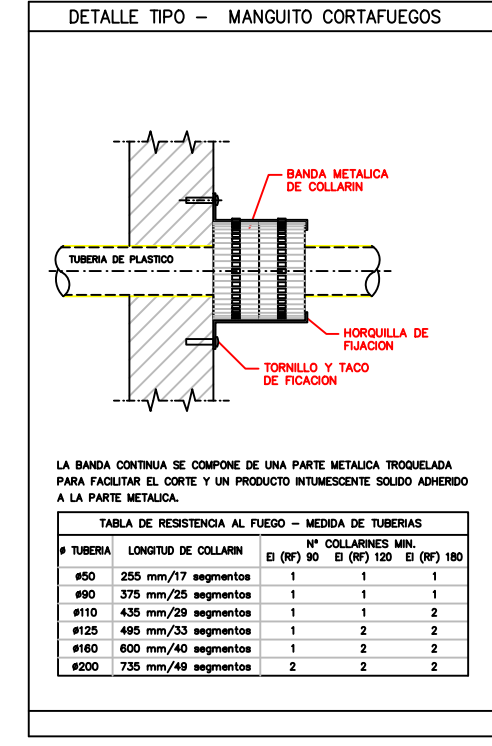 DETALLE TIPO – MANGUITO CORTAFUEGOS
BANDA METALICA
DE COLLARIN
TUBERIA DE PLASTICO
HORQUILLA DE
FIJACION
TORNILLO Y TACO
DE FICACION
LA BANDA CONTINUA SE COMPONE DE UNA PARTE METALICA TROQUELADA
PARA FACILITAR EL CORTE Y UN PRODUCTO INTUMESCENTE SOLIDO ADHERIDO
A LA PARTE METALICA.
TABLA DE RESISTENCIA AL FUEGO – MEDIDA DE TUBERIAS
ø TUBERIA LONGITUD DE COLLARIN Nº COLLARINES MIN.
EI (RF) 90 EI (RF) 120 EI (RF) 180
ø50 255 mm/17 segmentos 1 1 1
ø90 375 mm/25 segmentos 1 1 1
ø110 435 mm/29 segmentos 1 1 2
ø125 495 mm/33 segmentos 1 2 2
ø160 600 mm/40 segmentos 1 2 2
ø200 735 mm/49 segmentos 2 2 2